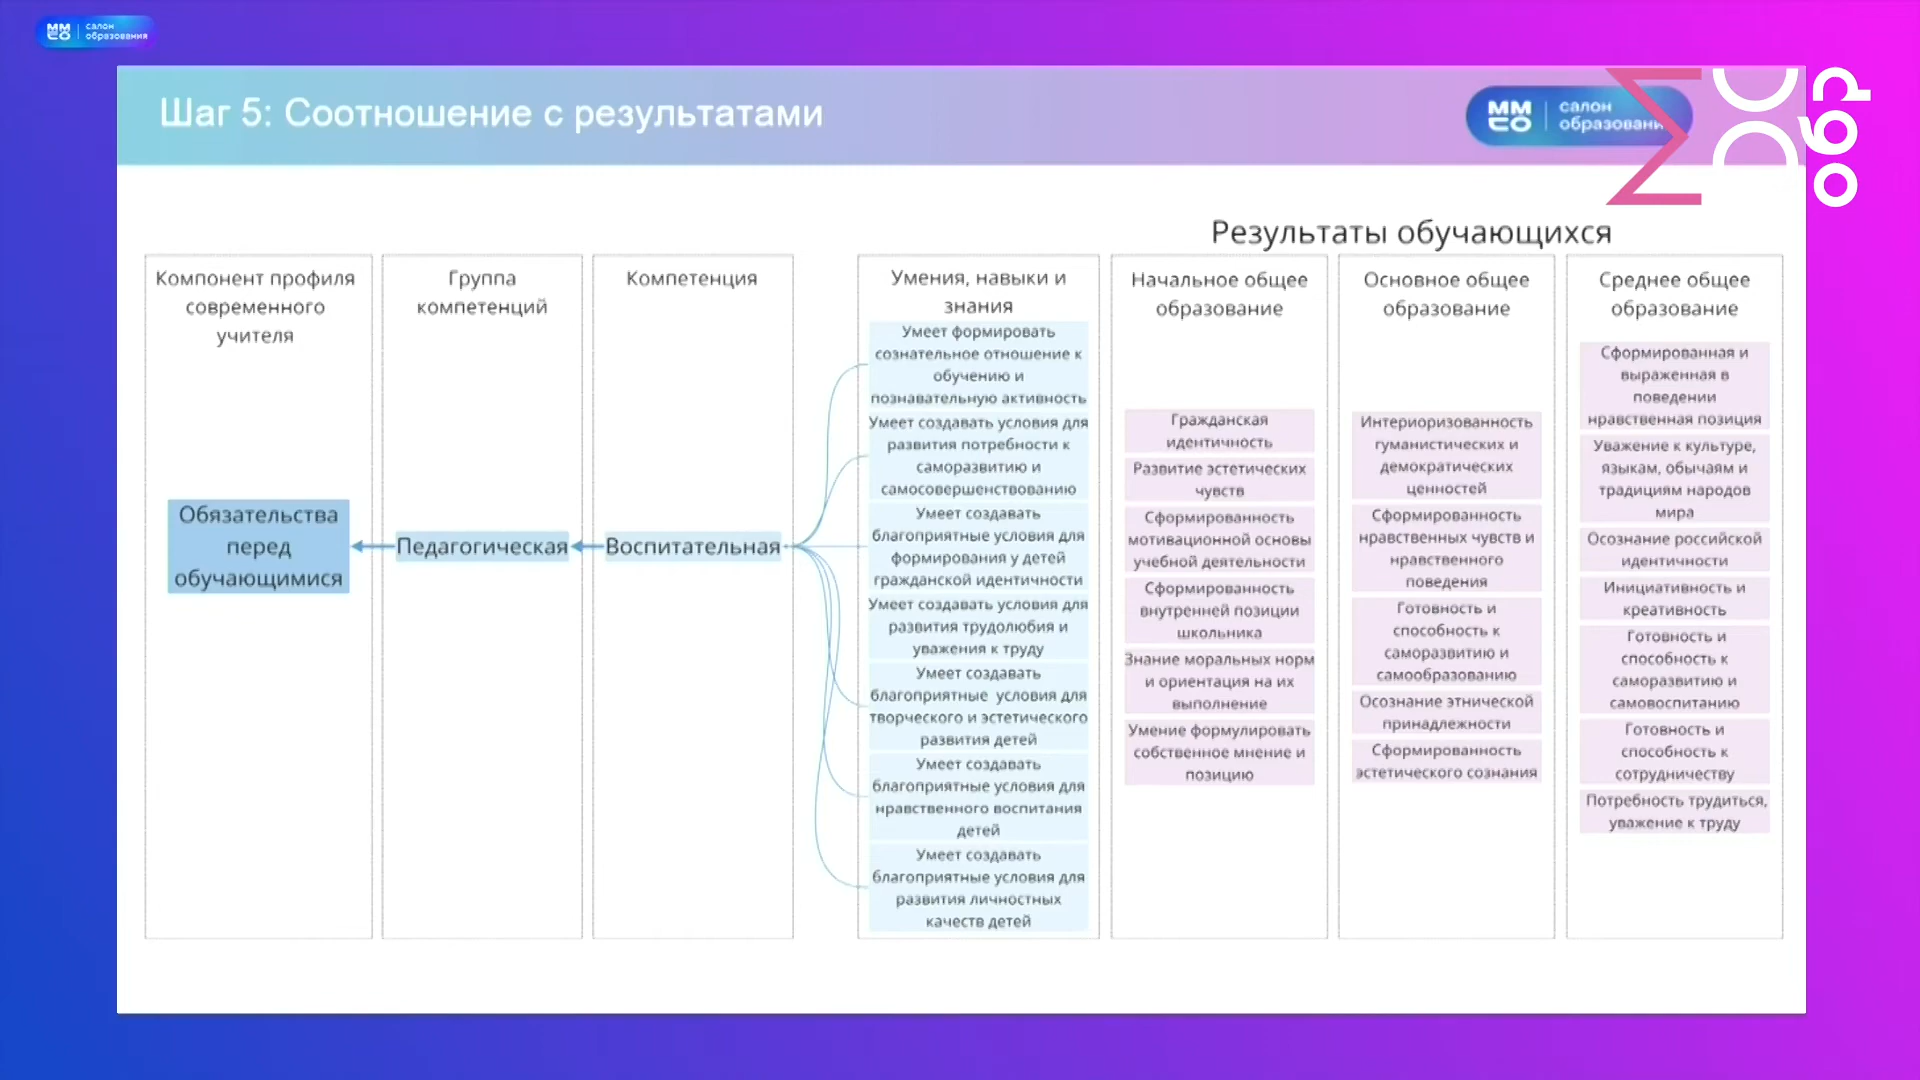 ММ
СО
салон
образования
Шаг 5: Соотношение с результатами
ММ
СО
салон
образовани
обр
Результаты обучающихся
Компонент профиля
современного
учителя
Обязательства
перед
обучающимися
Группа
компетенций
Педагогическая
Компетенция
Воспитательная
Умения, навыки и
знания
Умеет формировать
сознательное отношение к
обучению и
познавательную активность
Умеет создавать условия для
развития потребности к
саморазвитию и
самосовершенствованию
Умеет создавать
благоприятные условия для
формирования у детей
гражданской идентичности
Умеет создавать условия для
развития трудолюбия и
уважения к труду
Умеет создавать
благоприятные условия для
творческого и эстетического
развития детей
Умеет создавать
благоприятные условия для
нравственного воспитания
детей
Умеет создавать
благоприятные условия для
развития личностных
качеств детей
Начальное общее
образование
Гражданская
идентичность
Развитие эстетических
чувств
Сформированность
мотивационной основы
учебной деятельности
Сформированность
внутренней позиции
школьника
Знание моральных норм
и ориентация на их
выполнение
Умение формулировать
собственное мнение и
позицию
Основное общее
образование
Интериоризованность
гуманистических и
демократических
ценностей
Сформированность
нравственных чувств и
нравственного
поведения
Готовность и
способность к
саморазвитию и
самообразованию
Осознание этнической
принадлежности
Сформированность
эстетического сознания
Среднее общее
образование
Сформированная и
выраженная в
поведении
нравственная позиция
Уважение к культуре,
языкам, обычаям и
традициям народов
мира
Осознание российской
идентичности
Инициативность и
креативность
Готовность и
способность к
саморазвитию и
самовоспитанию
Готовность и
способность к
сотрудничеству
Потребность трудиться,
уважение к труду